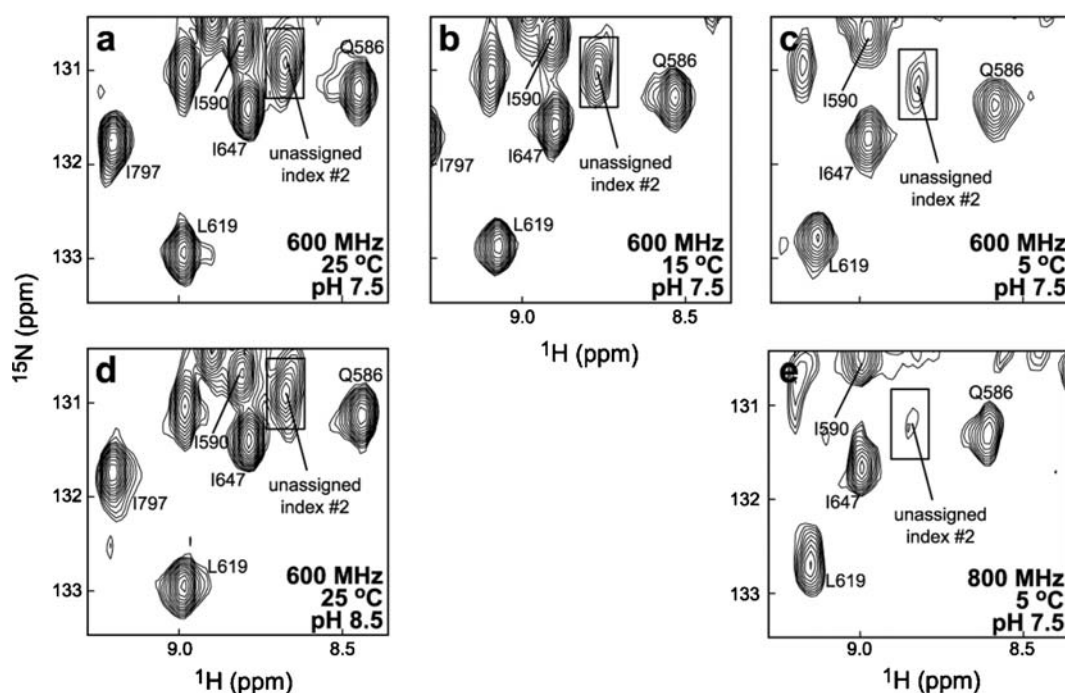 a
131
132
133
I590
Q586
I647
unassigned
index #2
I797
L619
600 MHz
25 °C
pH 7.5
b
I590
Q586
I647
unassigned
index #2
I797
L619
600 MHz
15 °C
pH 7.5
9.0
8.5
¹H (ppm)
c
I590
Q586
I647
unassigned
index #2
L619
600 MHz
5 °C
pH 7.5
¹⁵N (ppm)
d
131
132
133
I590
Q586
I647
unassigned
index #2
I797
L619
600 MHz
25 °C
pH 8.5
9.0
8.5
¹H (ppm)
e
131
132
133
I590
Q586
I647
unassigned
index #2
L619
800 MHz
5 °C
pH 7.5
9.0
8.5
¹H (ppm)